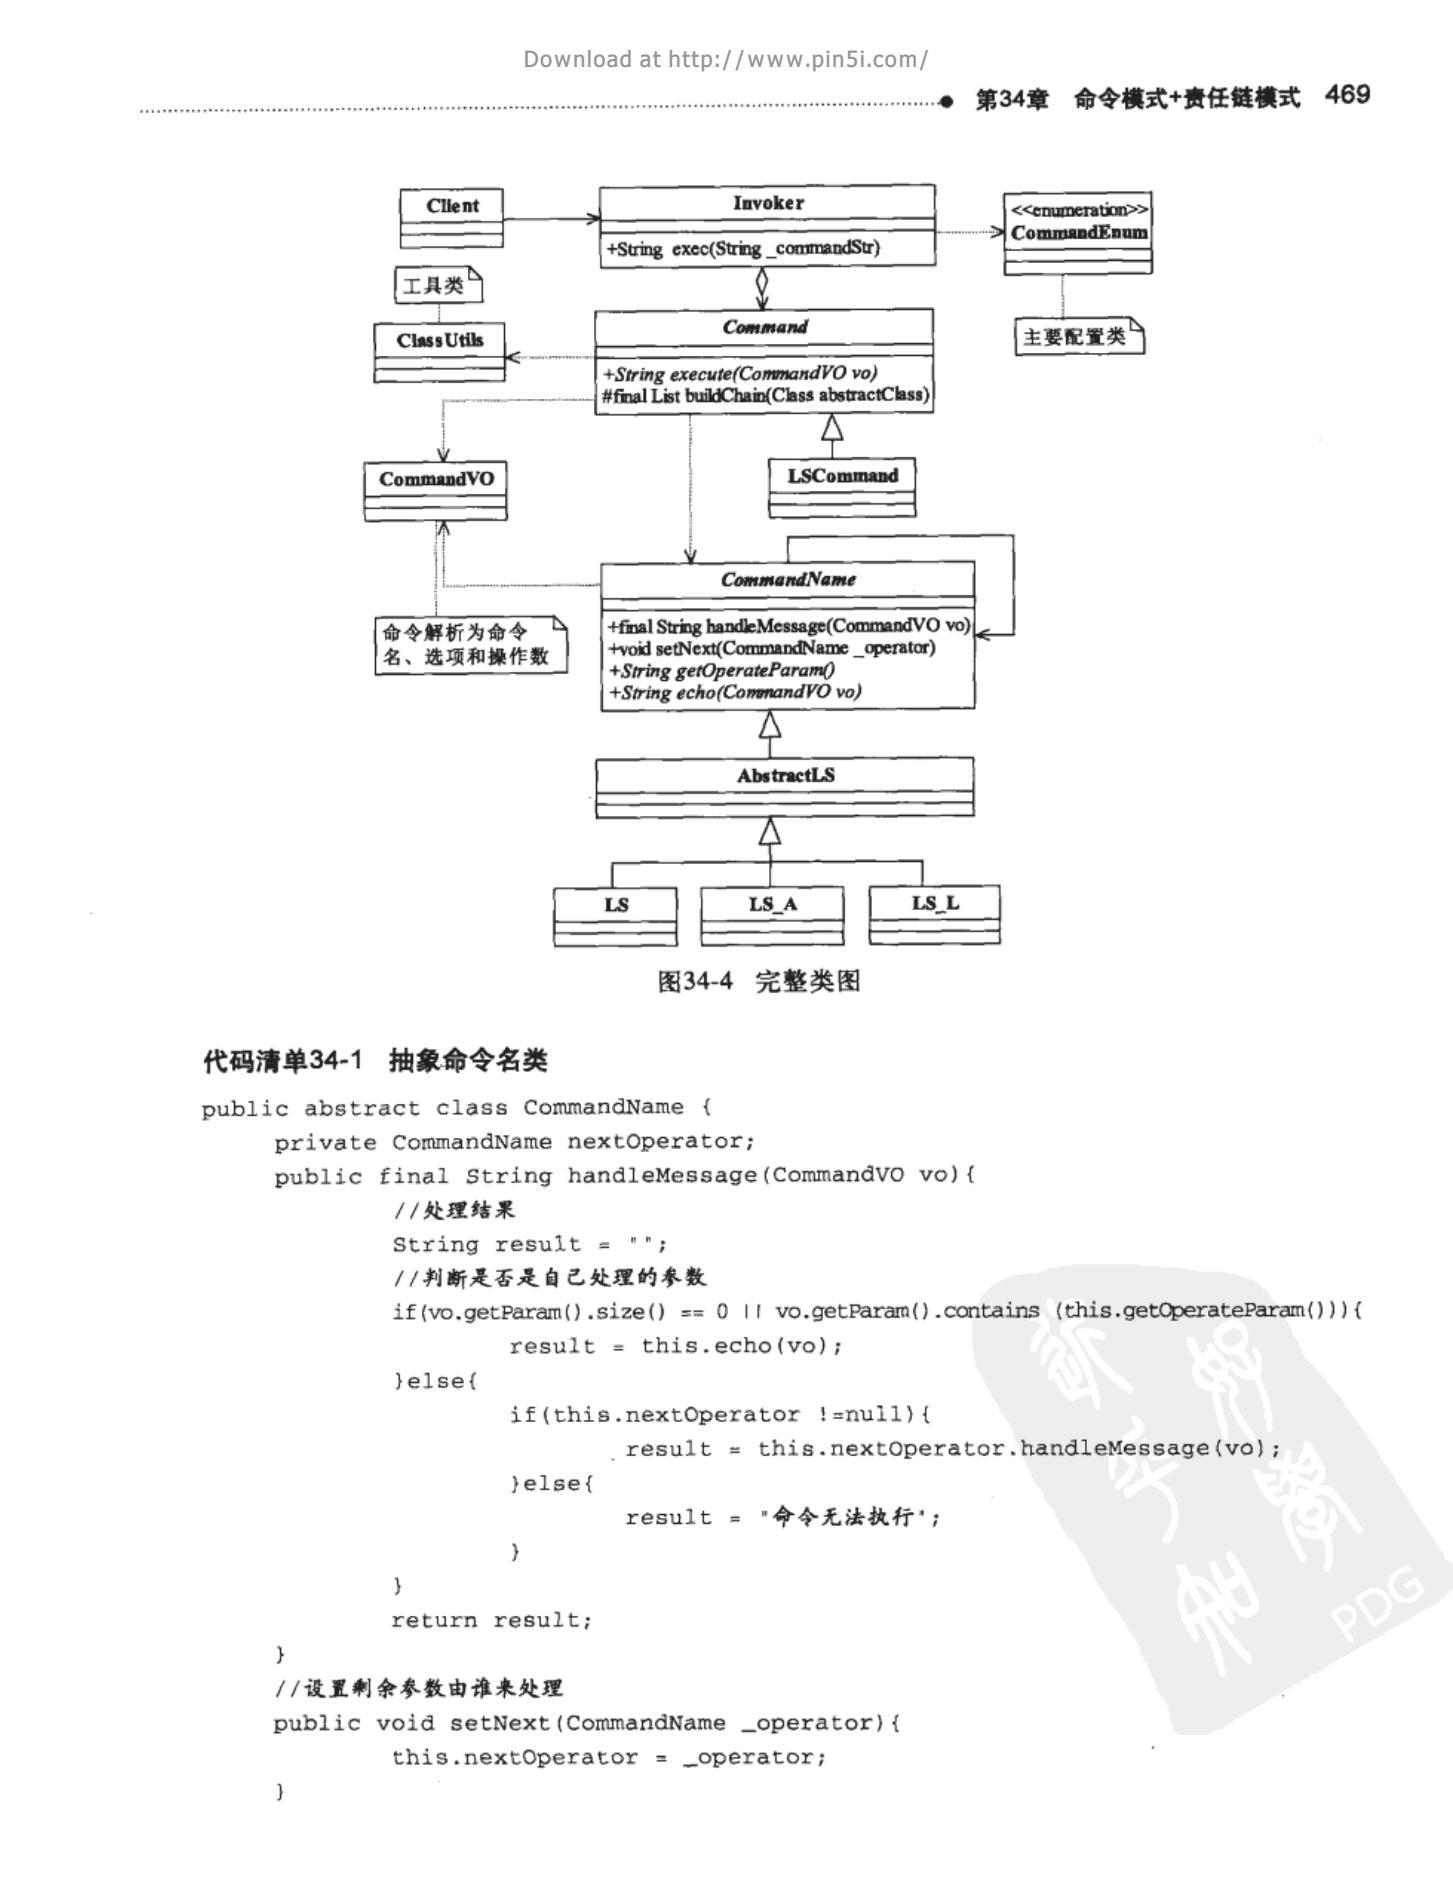 Download at http://www.pin5i.com/
第34章 命令模式+责任链模式 469
Client
Invoker
+String exec(String _commandStr)
<<enumeration>>
CommandEnum
工具类
主要配置类
ClassUtils
Command
+String execute(CommandVO vo)
#final List buildChain(Class abstractClass)
CommandVO
LSCommand
命令解析为命令
名、选项和操作数
CommandName
+final String handleMessage(CommandVO vo)
+void setNext(CommandName _operator)
+String getOperateParam()
+String echo(CommandVO vo)
AbstractLS
LS
LS_A
LS_L
图34-4 完整类图
代码清单34-1 抽象命令名类
public abstract class CommandName {
private CommandName nextOperator;
public final String handleMessage(CommandVO vo){
//处理结果
String result = "";
//判断是否是自己处理的参数
if(vo.getParam().size() == 0 || vo.getParam().contains (this.getOperateParam())){
result = this.echo(vo);
}else{
if(this.nextOperator !=null){
result = this.nextOperator.handleMessage(vo);
}else{
result = "命令无法执行";
}
}
return result;
}
//设置剩余参数由谁来处理
public void setNext(CommandName _operator){
this.nextOperator = _operator;
}
PDG